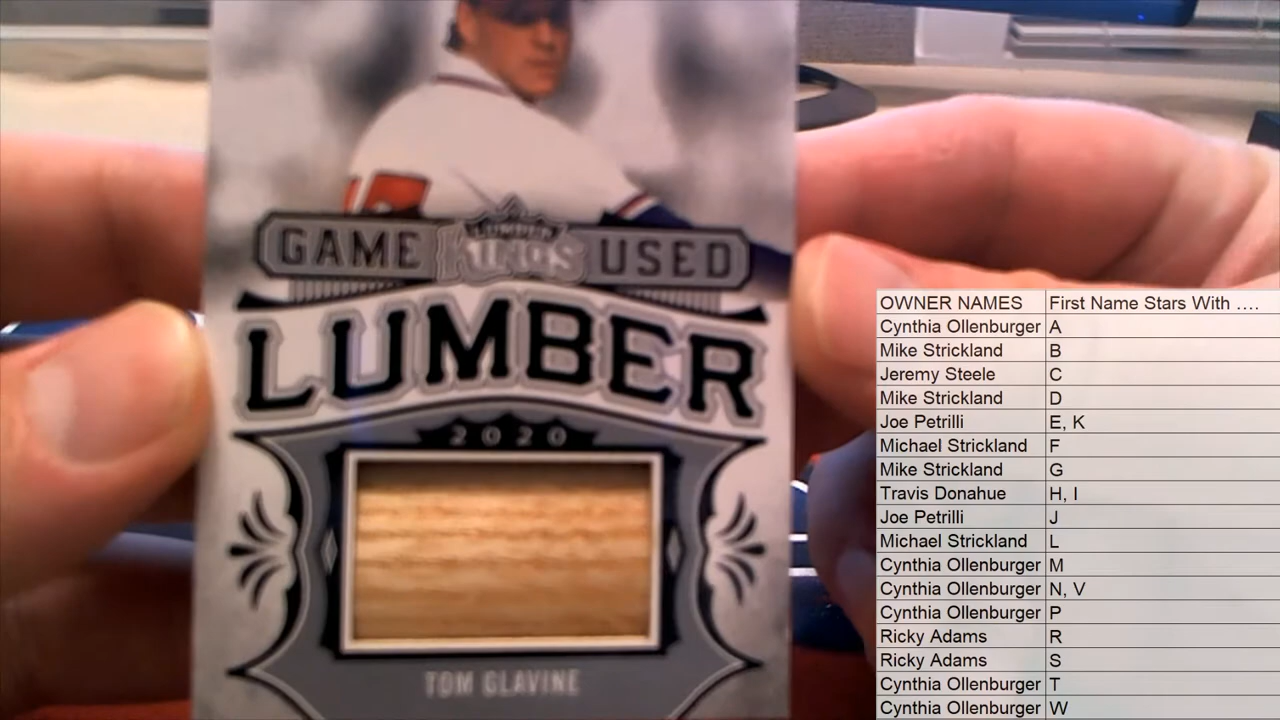 GAME LUMBER KINGS USED
LUMBER
2020
TOM GLAVINE
OWNER NAMES First Name Stars With ....
Cynthia Ollenburger A
Mike Strickland B
Jeremy Steele C
Mike Strickland D
Joe Petrilli E, K
Michael Strickland F
Mike Strickland G
Travis Donahue H, I
Joe Petrilli J
Michael Strickland L
Cynthia Ollenburger M
Cynthia Ollenburger N, V
Cynthia Ollenburger P
Ricky Adams R
Ricky Adams S
Cynthia Ollenburger T
Cynthia Ollenburger W